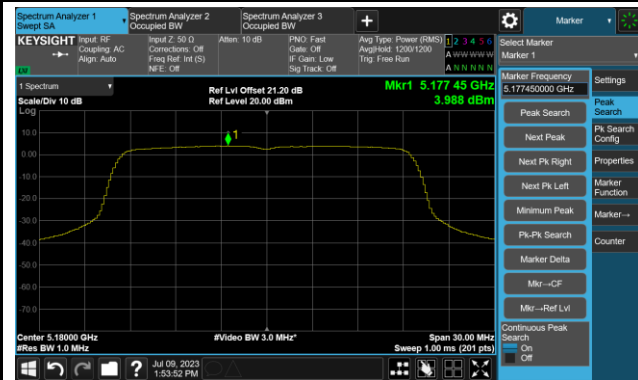 Spectrum Analyzer 1
Swept SA
Spectrum Analyzer 2
Occupied BW
Spectrum Analyzer 3
Occupied BW
Marker
KEYSIGHT
Input: RF
Coupling: AC
Align: Auto
Input Z: 50 Ω
Corrections: Off
Freq Ref: Int (S)
NFE: Off
Atten: 10 dB
PNO: Fast
Gate: Off
IF Gain: Low
Sig Track: Off
Avg Type: Power (RMS)
Avg|Hold: 1200/1200
Trig: Free Run
1 2 3 4 5 6
A W W W W W
A N N N N N
Select Marker
Marker 1
1 Spectrum
Scale/Div 10 dB
Log
Ref Lvl Offset 21.20 dB
Ref Level 20.00 dBm
Mkr1 5.177 45 GHz
3.988 dBm
1
10.0
0.00
-10.0
-20.0
-30.0
-40.0
-50.0
-60.0
-70.0
Center 5.18000 GHz
#Res BW 1.0 MHz
#Video BW 3.0 MHz*
Span 30.00 MHz
Sweep 1.00 ms (201 pts)
Marker Frequency
5.177450000 GHz
Peak Search
Next Peak
Next Pk Right
Next Pk Left
Minimum Peak
Pk-Pk Search
Marker Delta
Mkr→CF
Mkr→Ref Lvl
Continuous Peak
Search
On
Off
Settings
Peak
Search
Pk Search
Config
Properties
Marker
Function
Marker→
Counter
Jul 09, 2023
1:53:52 PM